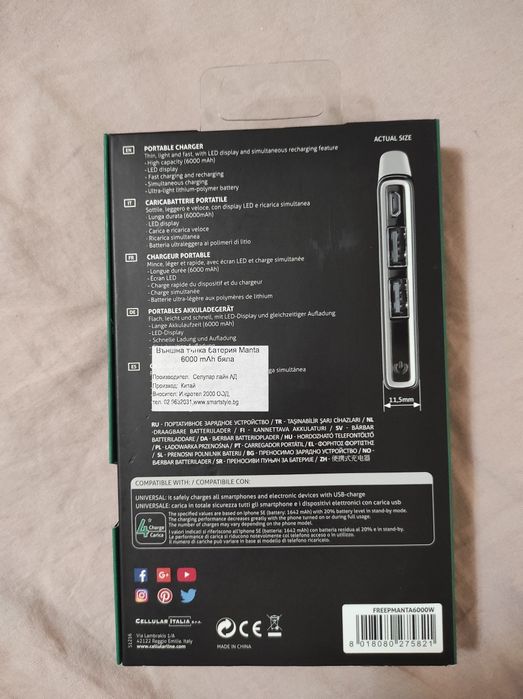 EN PORTABLE CHARGER
Thin, light and fast, with LED display and simultaneous recharging feature
- High capacity (6000 mAh)
- LED display
- Fast charging and recharging
- Simultaneous charging
- Ultra-light lithium-polymer battery
IT CARICABATTERIE PORTATILE
Sottile, leggero e veloce, con display LED e ricarica simultanea
- Lunga durata (6000mAh)
- LED display
- Carica e ricarica veloce
- Ricarica simultanea
- Batteria ultraleggera ai polimeri di litio
FR CHARGEUR PORTABLE
Mince, léger et rapide, avec écran LED et charge simultanée
- Longue durée (6000 mAh)
- Écran LED
- Charge rapide du dispositif et du chargeur
- Charge simultanée
- Batterie ultra-légère aux polymères de lithium
DE PORTABLES AKKULADEGERÄT
Flach, leicht und schnell, mit LED-Display und gleichzeitiger Aufladung
- Lange Akkulaufzeit (6000mAh)
- LED-Display
- Schnelle Ladung und Aufladung
ES
ga simultánea
Външна тънка батерия Manta
6000 mAh бяла
Производител: Селулар лайн АД
Произход: Китай
Вносител: 2000 ООД,
www.smartstyle.bg
ACTUAL SIZE
11,5mm
RU - ПОРТАТИВНОЕ ЗАРЯДНОЕ УСТРОЙСТВО / TR - TAŞINABİLİR ŞARJ CİHAZLARI / NL
-DRAAGBARE BATTERIJLADER / FI - KANNETTAVA AKKULATURI / SV - BÄRBAR
BATTERILADDARE / DA - BÆRBAR BATTERIOPLADER / HU - HORDOZHATÓ TELEFONTÖLTŐ
/ PL - ŁADOWARKA PRZENOŚNA / PT - CARREGADOR PORTÁTIL / EL - ΦΟΡΗΤΟΣ ΦΟΡΤΙΣΤΗΣ
/ SL - PRENOSNI POLNILNIK BATERIJ / BG - ПРЕНОСИМО ЗАРЯДНО УСТРОЙСТВО / NO -
BÆRBAR BATTERILADER / SR - ПРЕНОСИВИ ПУЊАЧ ЗА БАТЕРИЈЕ / ZH - 便携式充电器
COMPATIBLE WITH: / COMPATIBILE CON:
UNIVERSAL: it safely charges all smartphones and electronic devices with USB-charge
UNIVERSALE: carica in totale sicurezza tutti gli smartphone e i dispositivi elettronici con carica usb
4 Charge
Carica
The specified values are based on Iphone SE (battery: 1642 mAh) with 20% battery level in stand-by mode.
The charging performance decreases greatly with the phone turned on or during full usage.
The number of charges may vary depending on the phone model.
I valori indicati si riferiscono ad Iphone SE (batteria: 1642 mAh) con batteria residua al 20% e in stand-by.
Le performance di carica si riducono notevolmente col telefono acceso o in utilizzo.
Il numero di cariche può variare in base al modello di telefono ricaricato.
CELLULAR ITALIA S.p.A.
Via Lambrakis 1/A
42122 Reggio Emilia, Italy
www.cellularline.com
CE
MADE IN CHINA
FREEPMANTA6000W
8 018080 275821